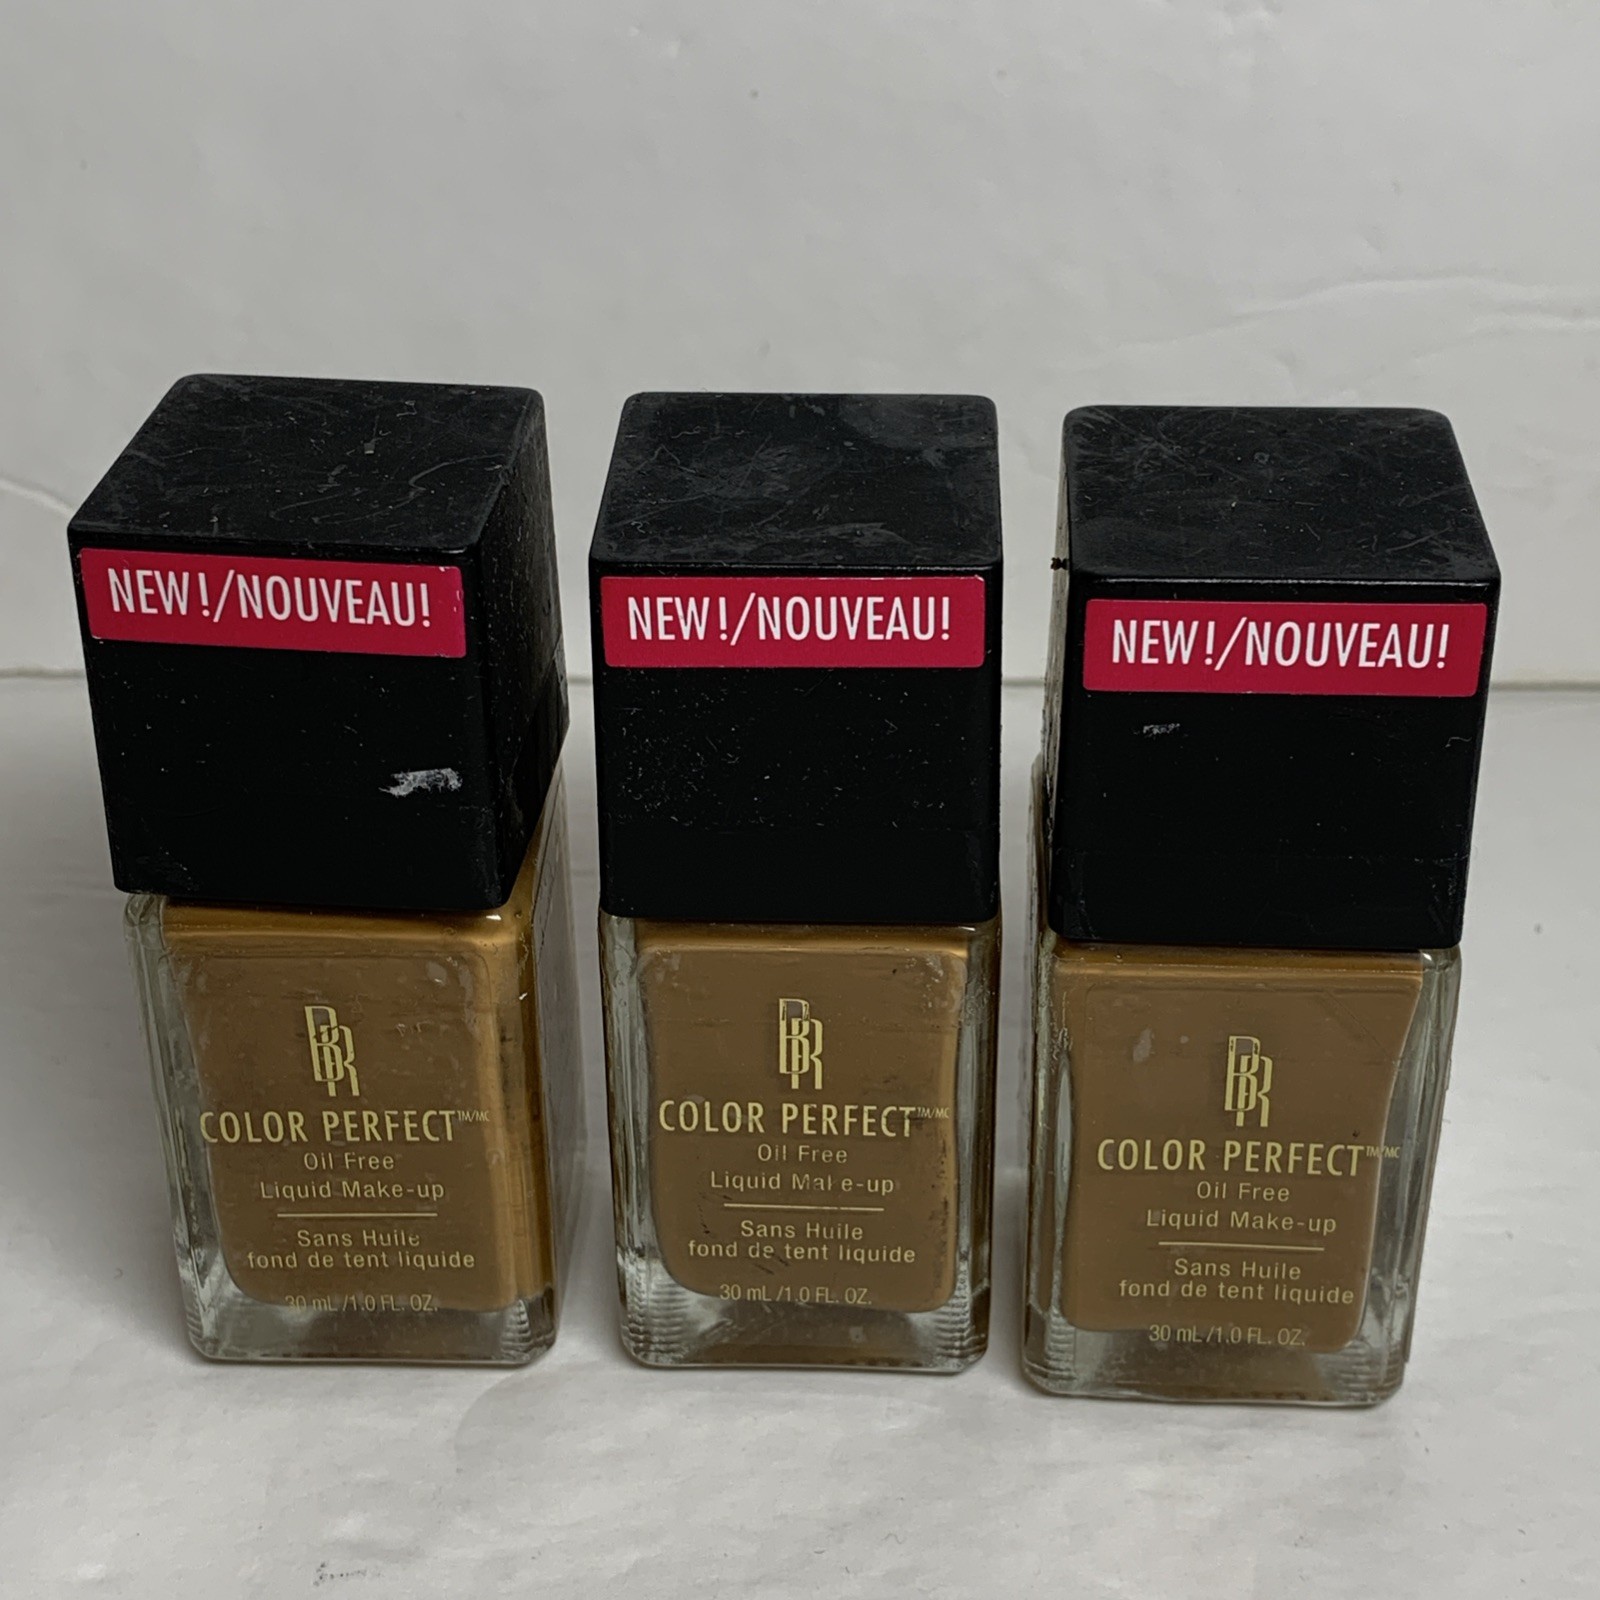 NEW!/NOUVEAU!
NEW!/NOUVEAU!
NEW!/NOUVEAU!
BR
COLOR PERFECT™/MC
Oil Free
Liquid Make-up
Sans Huile
fond de tent liquide
30 mL/1.0 FL. OZ.
BR
COLOR PERFECT™/MC
Oil Free
Liquid Make-up
Sans Huile
fond de tent liquide
30 mL/1.0 FL. OZ.
BR
COLOR PERFECT™/MC
Oil Free
Liquid Make-up
Sans Huile
fond de tent liquide
30 mL/1.0 FL. OZ.